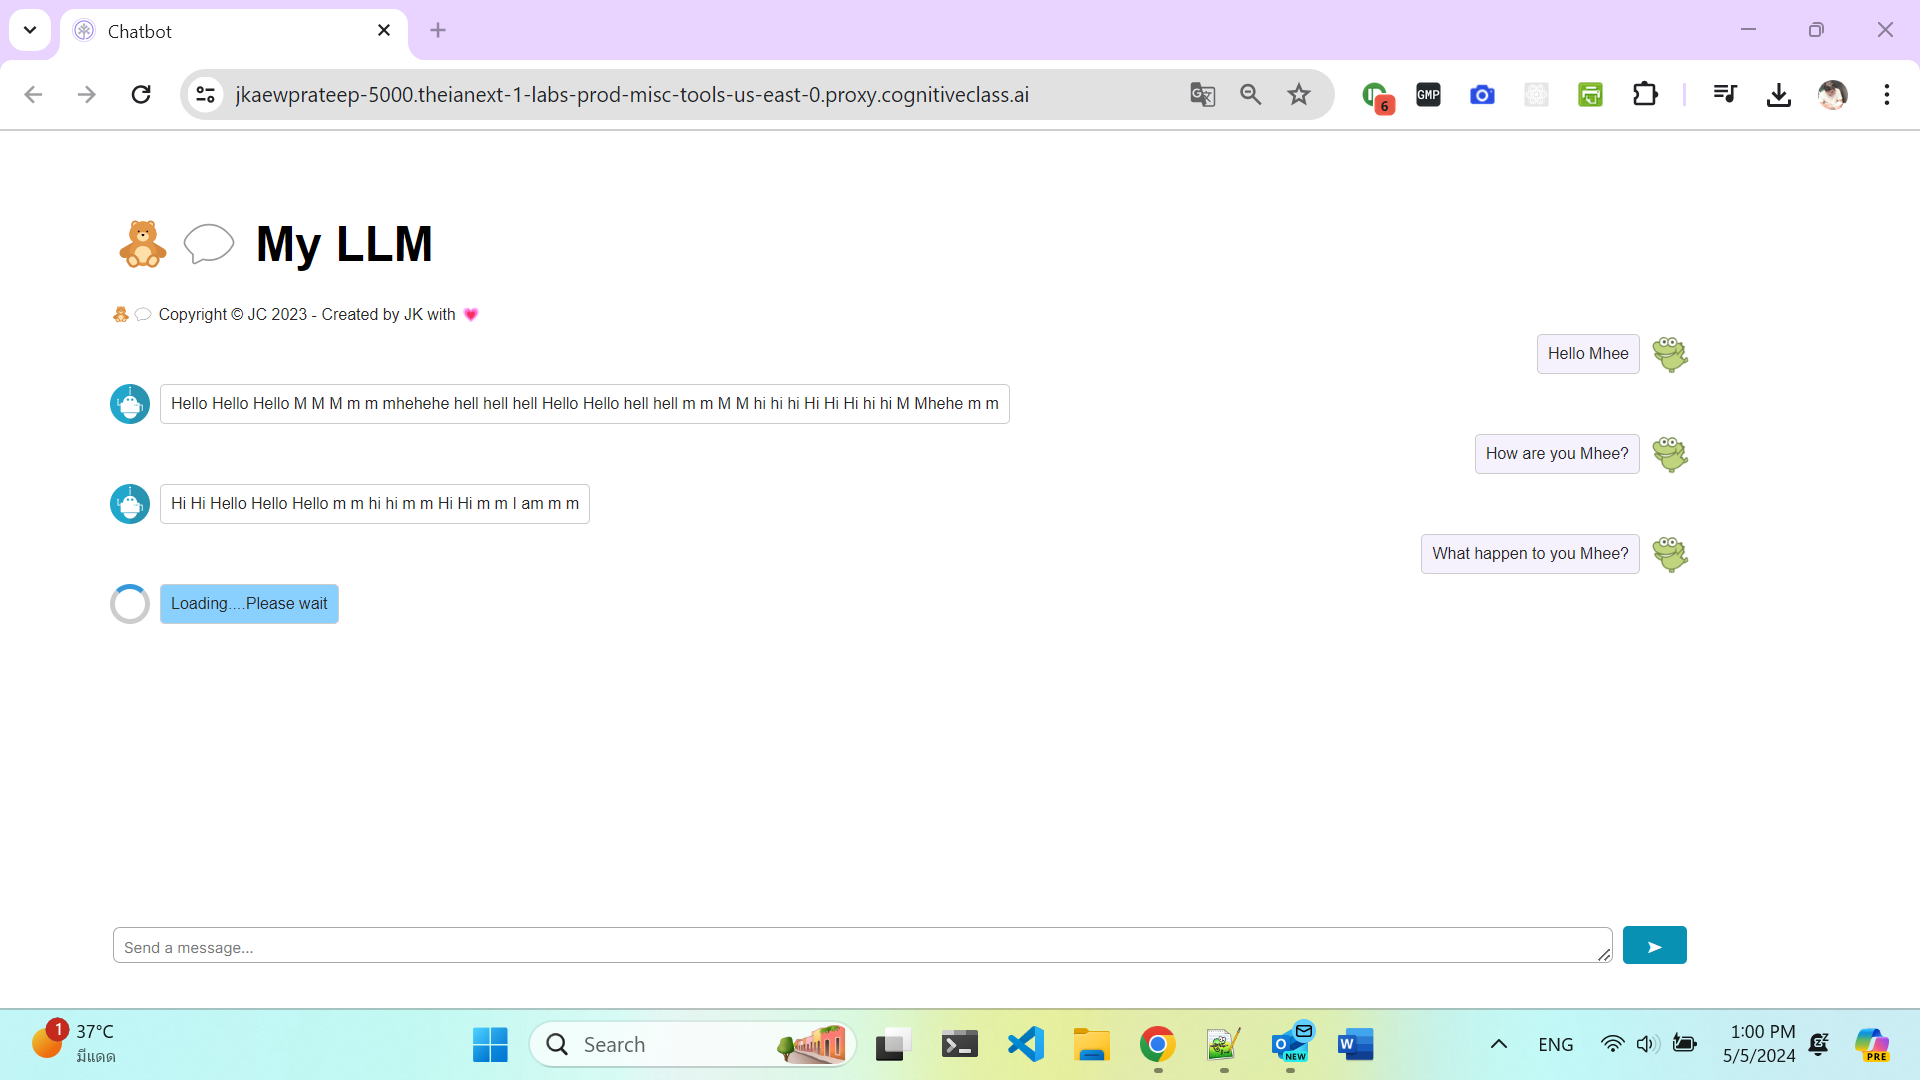 Chatbot
jkaewprateep-5000.theianext-1-labs-prod-misc-tools-us-east-0.proxy.cognitiveclass.ai
GMP
6
My LLM
Copyright © JC 2023 - Created by JK with
Hello Mhee
Hello Hello Hello M M M m m mhehehe hell hell hell Hello Hello hell hell m m M M hi hi hi Hi Hi Hi hi hi M Mhehe m m
How are you Mhee?
Hi Hi Hello Hello Hello m m hi hi m m Hi Hi m m I am m m
What happen to you Mhee?
Loading....Please wait
Send a message...
1
37°C
มีแดด
Search
NEW
W
ENG
1:00 PM
5/5/2024
PRE